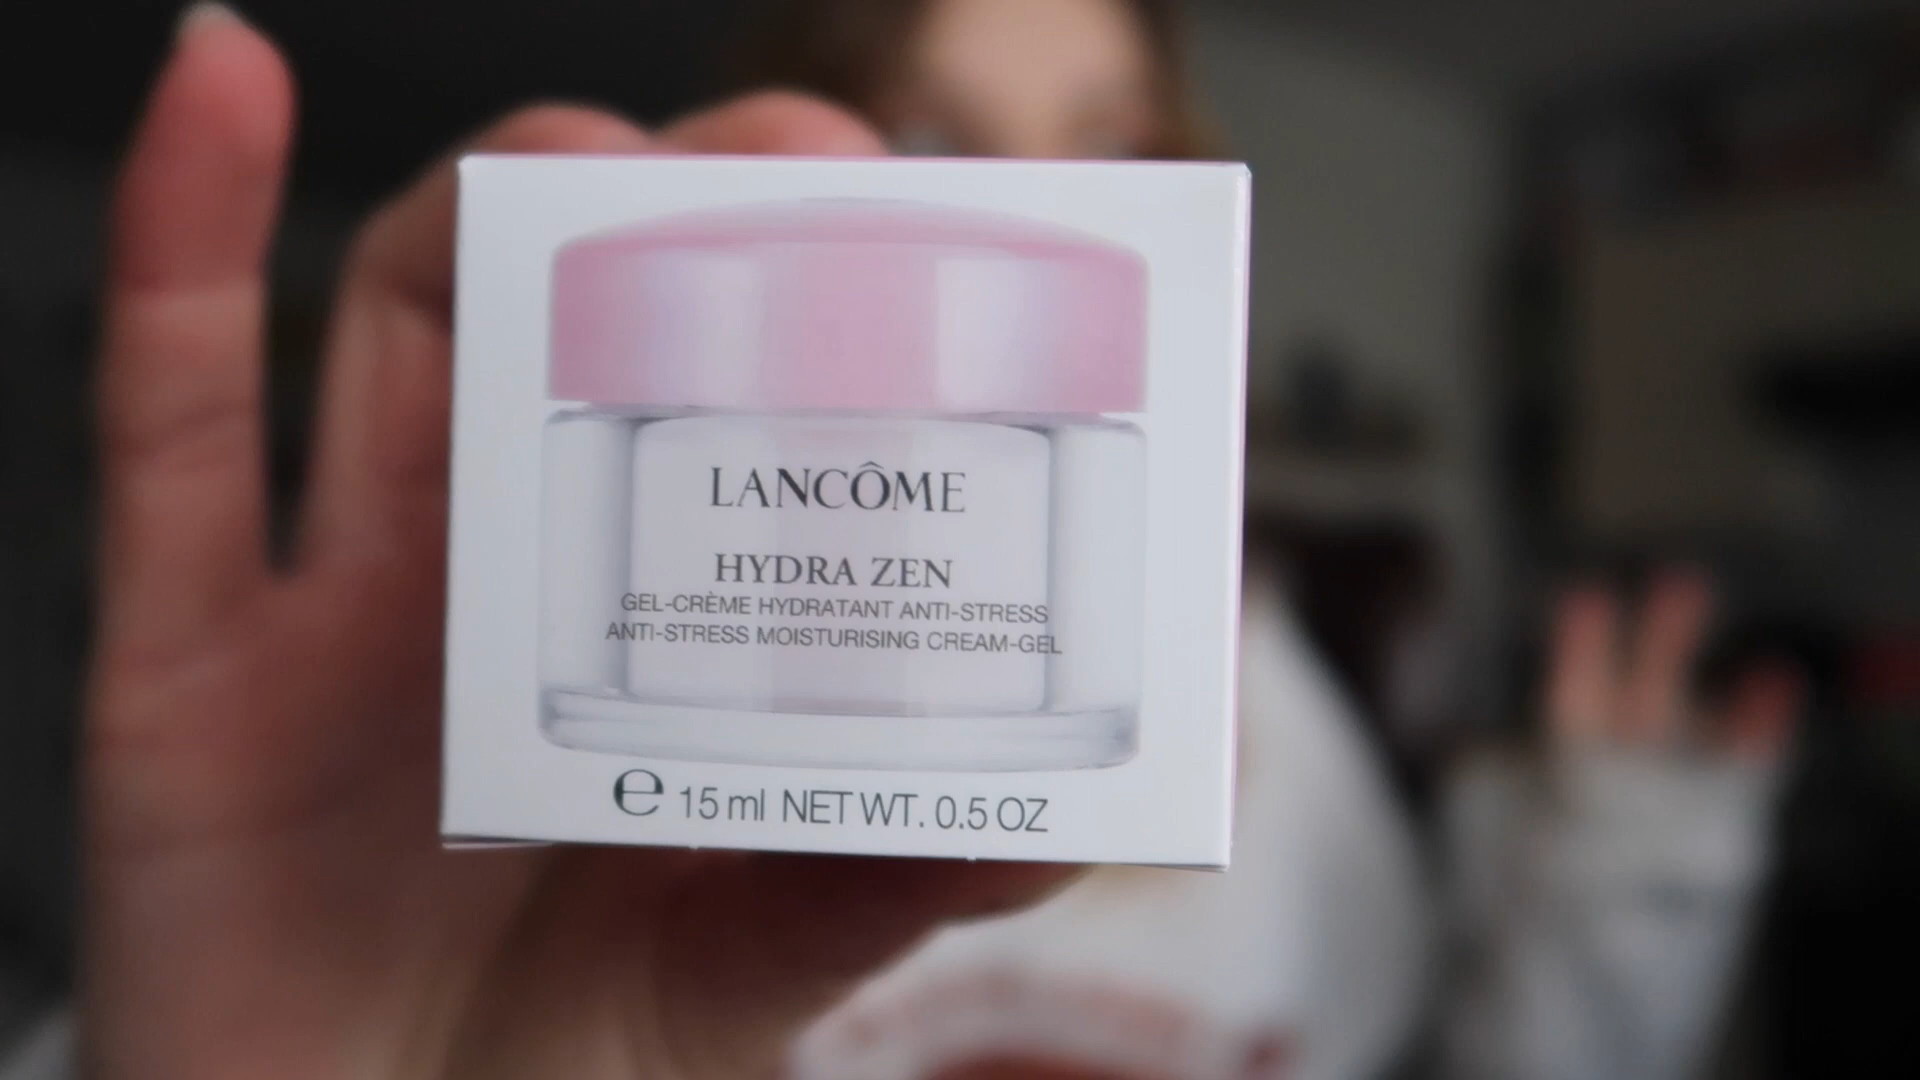 LANCÔME
HYDRA ZEN
GEL-CRÈME HYDRATANT ANTI-STRESS
ANTI-STRESS MOISTURISING CREAM-GEL
℮ 15 ml NET WT. 0.5 OZ